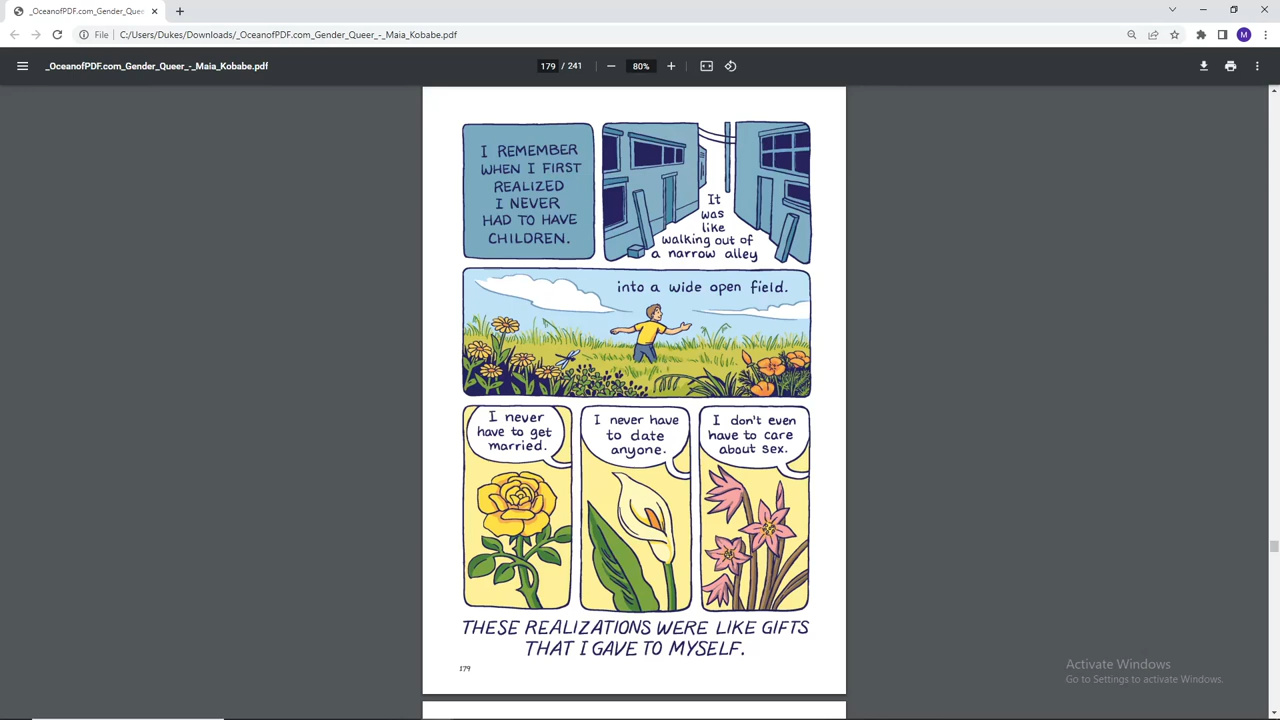 _OceanofPDF.com_Gender_Quee
File
C:/Users/Dukes/Downloads/_OceanofPDF.com_Gender_Queer_-_Maia_Kobabe.pdf
M
_OceanofPDF.com_Gender_Queer_-_Maia_Kobabe.pdf
179 / 241
80%
I REMEMBER
WHEN I FIRST
REALIZED
I NEVER
HAD TO HAVE
CHILDREN.
It
was
like
walking out of
a narrow alley
into a wide open field.
I never
have to get
married.
I never have
to date
anyone.
I don't even
have to care
about sex.
THESE REALIZATIONS WERE LIKE GIFTS
THAT I GAVE TO MYSELF.
179
Activate Windows
Go to Settings to activate Windows.